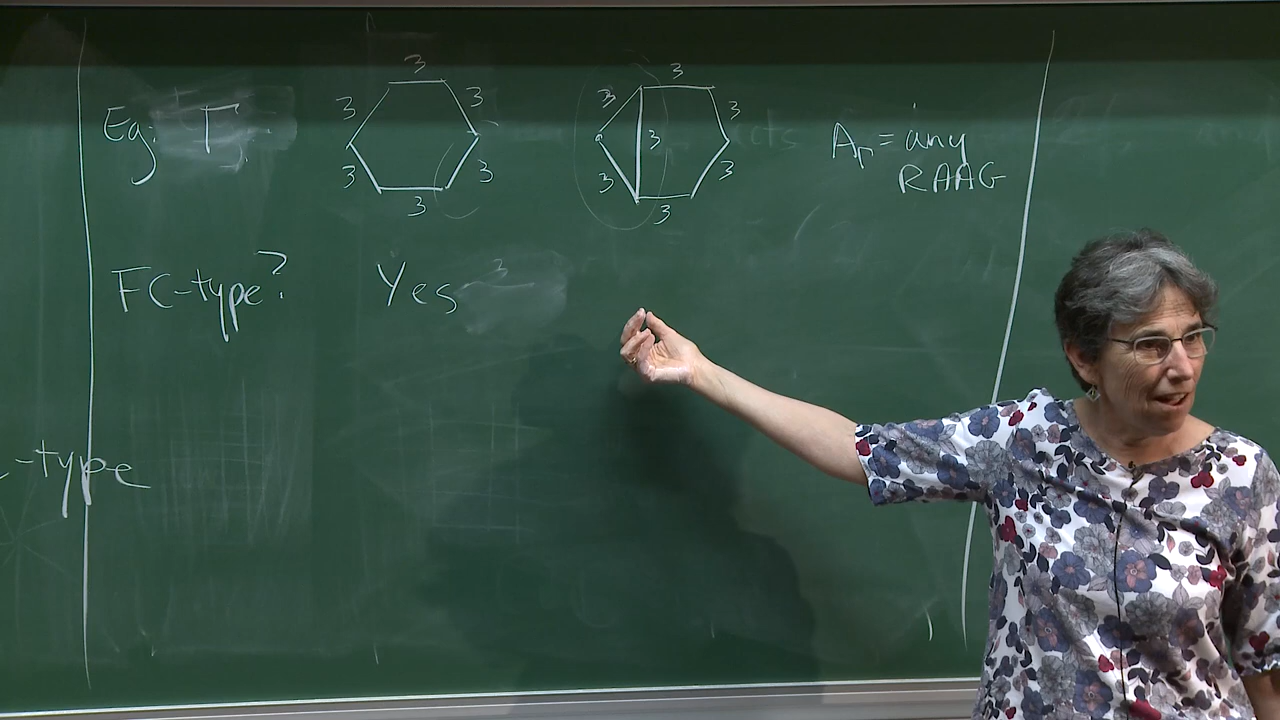 Eg: Γ
3
3 3
3 3
3
3
3 3
3
3 3
3
A_Γ = any
RAAG
FC-type? Yes
-type